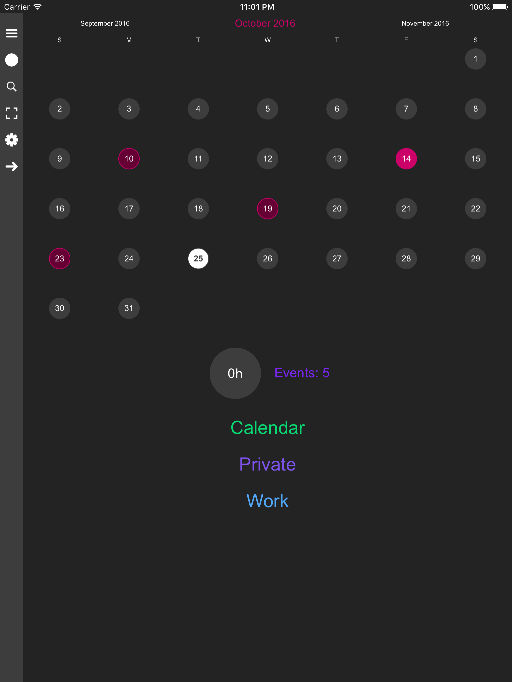 Carrier 11:01 PM 100%
September 2016 October 2016 November 2016
S M T W T F S
1
2 3 4 5 6 7 8
9 10 11 12 13 14 15
16 17 18 19 20 21 22
23 24 25 26 27 28 29
30 31
0h Events: 5
Calendar
Private
Work